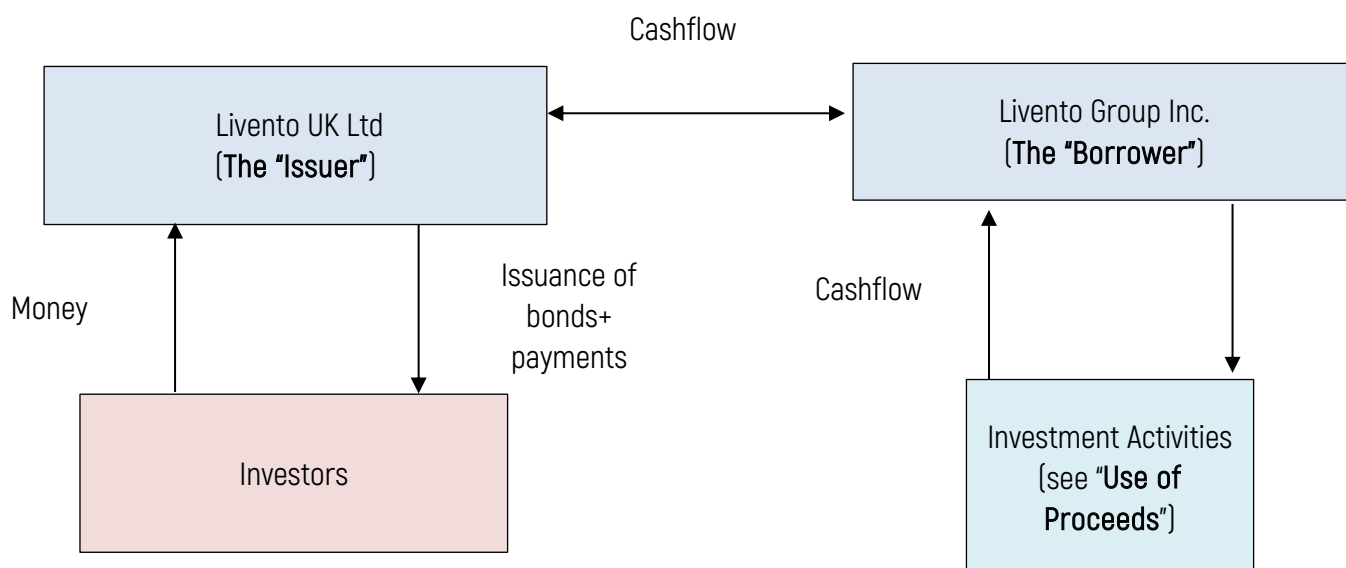 Cashflow
Livento UK Ltd
(The “Issuer”)
Livento Group Inc.
(The “Borrower”)
Money
Issuance of
bonds+
payments
Cashflow
Investors
Investment Activities
(see “Use of
Proceeds”)